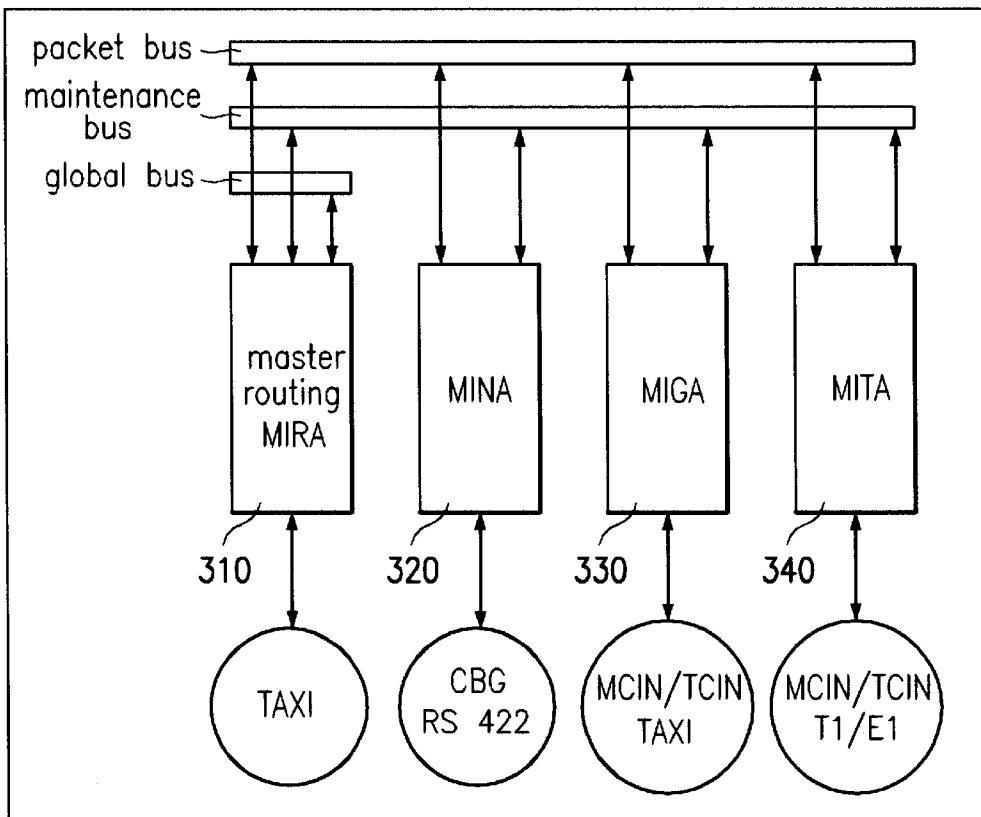 packet bus
maintenance
bus
global bus
master
routing
MIRA
MINA
MIGA
MITA
310
320
330
340
TAXI
CBG
RS 422
MCIN/TCIN
TAXI
MCIN/TCIN
T1/E1